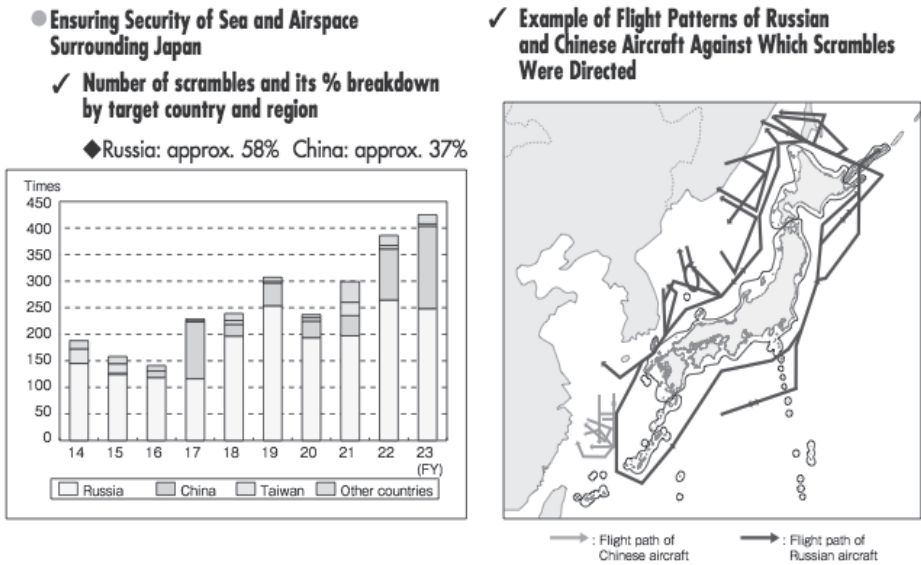 Ensuring Security of Sea and Airspace
Surrounding Japan
✓ Number of scrambles and its % breakdown
by target country and region
◆Russia: approx. 58% China: approx. 37%
Times
450
400
350
300
250
200
150
100
50
0
14 15 16 17 18 19 20 21 22 23
(FY)
Russia China Taiwan Other countries
✓ Example of Flight Patterns of Russian
and Chinese Aircraft Against Which Scrambles
Were Directed
: Flight path of
Chinese aircraft
: Flight path of
Russian aircraft